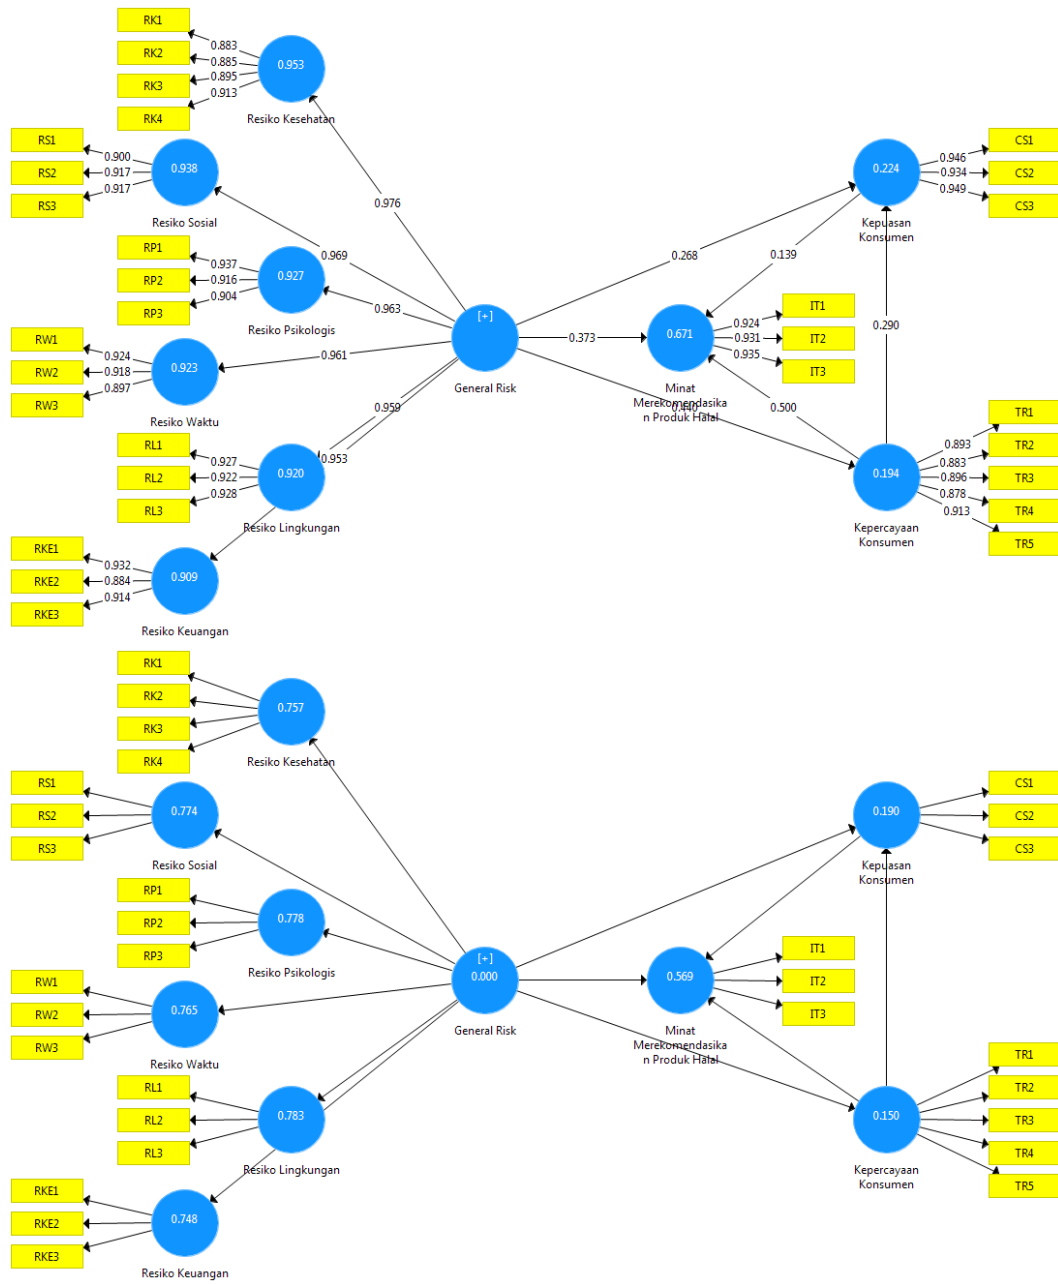 RK1
RK2
RK3
RK4
0.883
0.885
0.895
0.913
0.953
Resiko Kesehatan
RS1
RS2
RS3
0.900
0.917
0.917
0.938
Resiko Sosial
RP1
RP2
RP3
0.937
0.916
0.904
0.927
Resiko Psikologis
RW1
RW2
RW3
0.924
0.918
0.897
0.923
Resiko Waktu
RL1
RL2
RL3
0.927
0.922
0.928
0.920
Resiko Lingkungan
RKE1
RKE2
RKE3
0.932
0.884
0.914
0.909
Resiko Keuangan
0.976
0.969
0.963
0.961
0.959
0.953
[+]
General Risk
0.268
0.139
0.373
0.440
0.500
0.290
0.671
Minat
Merekomendasika
n Produk Halal
0.924
0.931
0.935
IT1
IT2
IT3
0.224
Kepuasan
Konsumen
0.946
0.934
0.949
CS1
CS2
CS3
0.194
Kepercayaan
Konsumen
0.893
0.883
0.896
0.878
0.913
TR1
TR2
TR3
TR4
TR5
RK1
RK2
RK3
RK4
0.757
Resiko Kesehatan
RS1
RS2
RS3
0.774
Resiko Sosial
RP1
RP2
RP3
0.778
Resiko Psikologis
RW1
RW2
RW3
0.765
Resiko Waktu
RL1
RL2
RL3
0.783
Resiko Lingkungan
RKE1
RKE2
RKE3
0.748
Resiko Keuangan
[+]
0.000
General Risk
0.569
Minat
Merekomendasika
n Produk Halal
IT1
IT2
IT3
0.190
Kepuasan
Konsumen
CS1
CS2
CS3
0.150
Kepercayaan
Konsumen
TR1
TR2
TR3
TR4
TR5